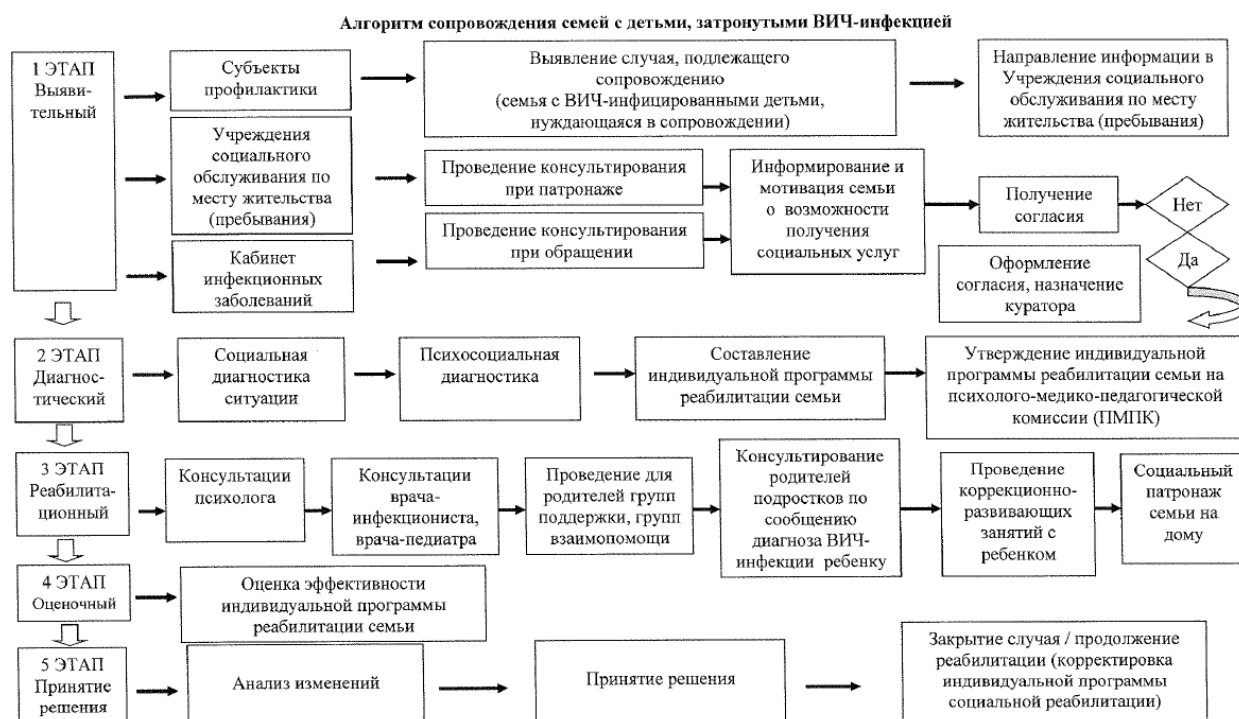 Алгоритм сопровождения семей с детьми, затронутыми ВИЧ-инфекцией
1 ЭТАП
Выяви-
тельный
Субъекты
профилактики
Выявление случая, подлежащего
сопровождению
(семья с ВИЧ-инфицированными детьми,
нуждающаяся в сопровождении)
Направление информации в
Учреждения социального
обслуживания по месту
жительства (пребывания)
Учреждения
социального
обслуживания по
месту жительства
(пребывания)
Проведение консультирования
при патронаже
Проведение консультирования
при обращении
Информирование и
мотивация семьи
о возможности
получения
социальных услуг
Получение
согласия
Нет
Да
Кабинет
инфекционных
заболеваний
Оформление
согласия, назначение
куратора
2 ЭТАП
Диагнос-
тический
Социальная
диагностика
ситуации
Психосоциальная
диагностика
Составление
индивидуальной программы
реабилитации семьи
Утверждение индивидуальной
программы реабилитации семьи на
психолого-медико-педагогической
комиссии (ПМПК)
3 ЭТАП
Реабилита-
ционный
Консультации
психолога
Консультации
врача-
инфекциониста,
врача-педиатра
Проведение для
родителей групп
поддержки, групп
взаимопомощи
Консультирование
родителей
подростков по
сообщению
диагноза ВИЧ-
инфекции ребенку
Проведение
коррекционно-
развивающих
занятий с
ребенком
Социальный
патронаж
семьи на
дому
4 ЭТАП
Оценочный
Оценка эффективности
индивидуальной программы
реабилитации семьи
5 ЭТАП
Принятие
решения
Анализ изменений
Принятие решения
Закрытие случая / продолжение
реабилитации (корректировка
индивидуальной программы
социальной реабилитации)